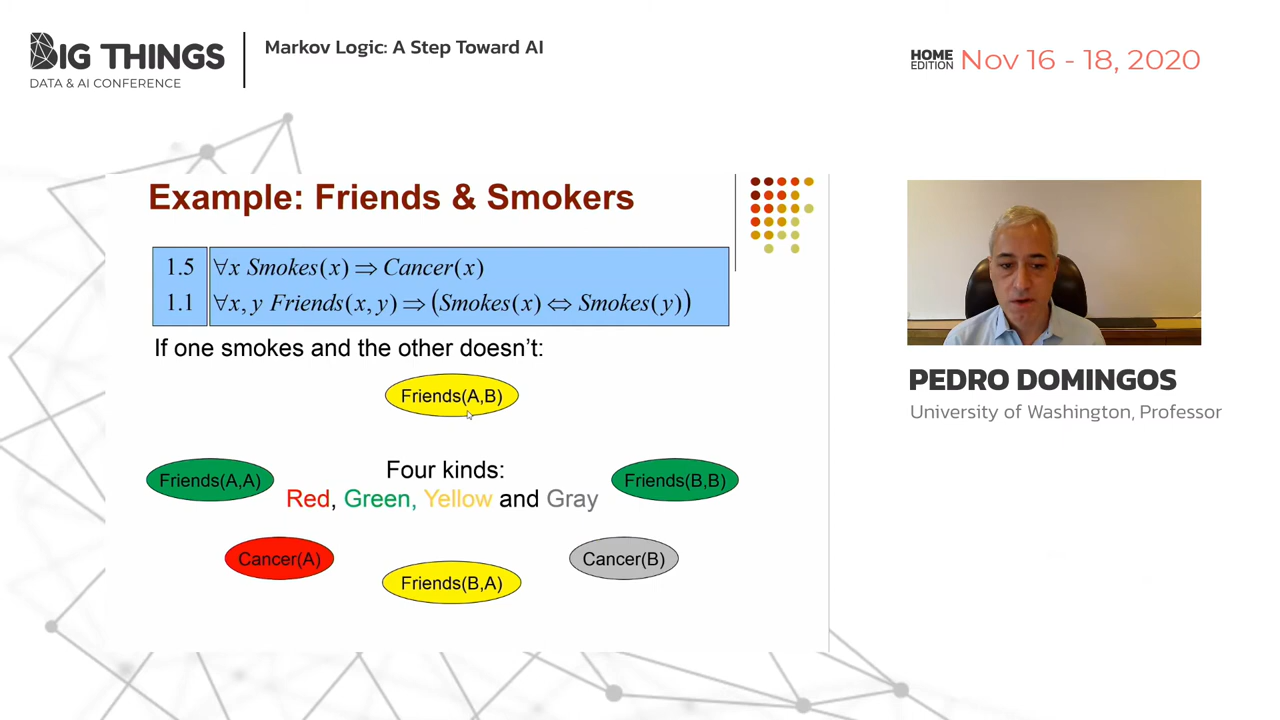 BIG THINGS
DATA & AI CONFERENCE
Markov Logic: A Step Toward AI
HOME
EDITION
Nov 16 - 18, 2020
Example: Friends & Smokers
1.5 ∀x Smokes(x) ⇒ Cancer(x)
1.1 ∀x, y Friends(x, y) ⇒ (Smokes(x) ⇔ Smokes(y))
If one smokes and the other doesn't:
Friends(A,B)
Four kinds:
Friends(A,A)
Friends(B,B)
Red, Green, Yellow and Gray
Cancer(A)
Cancer(B)
Friends(B,A)
PEDRO DOMINGOS
University of Washington, Professor